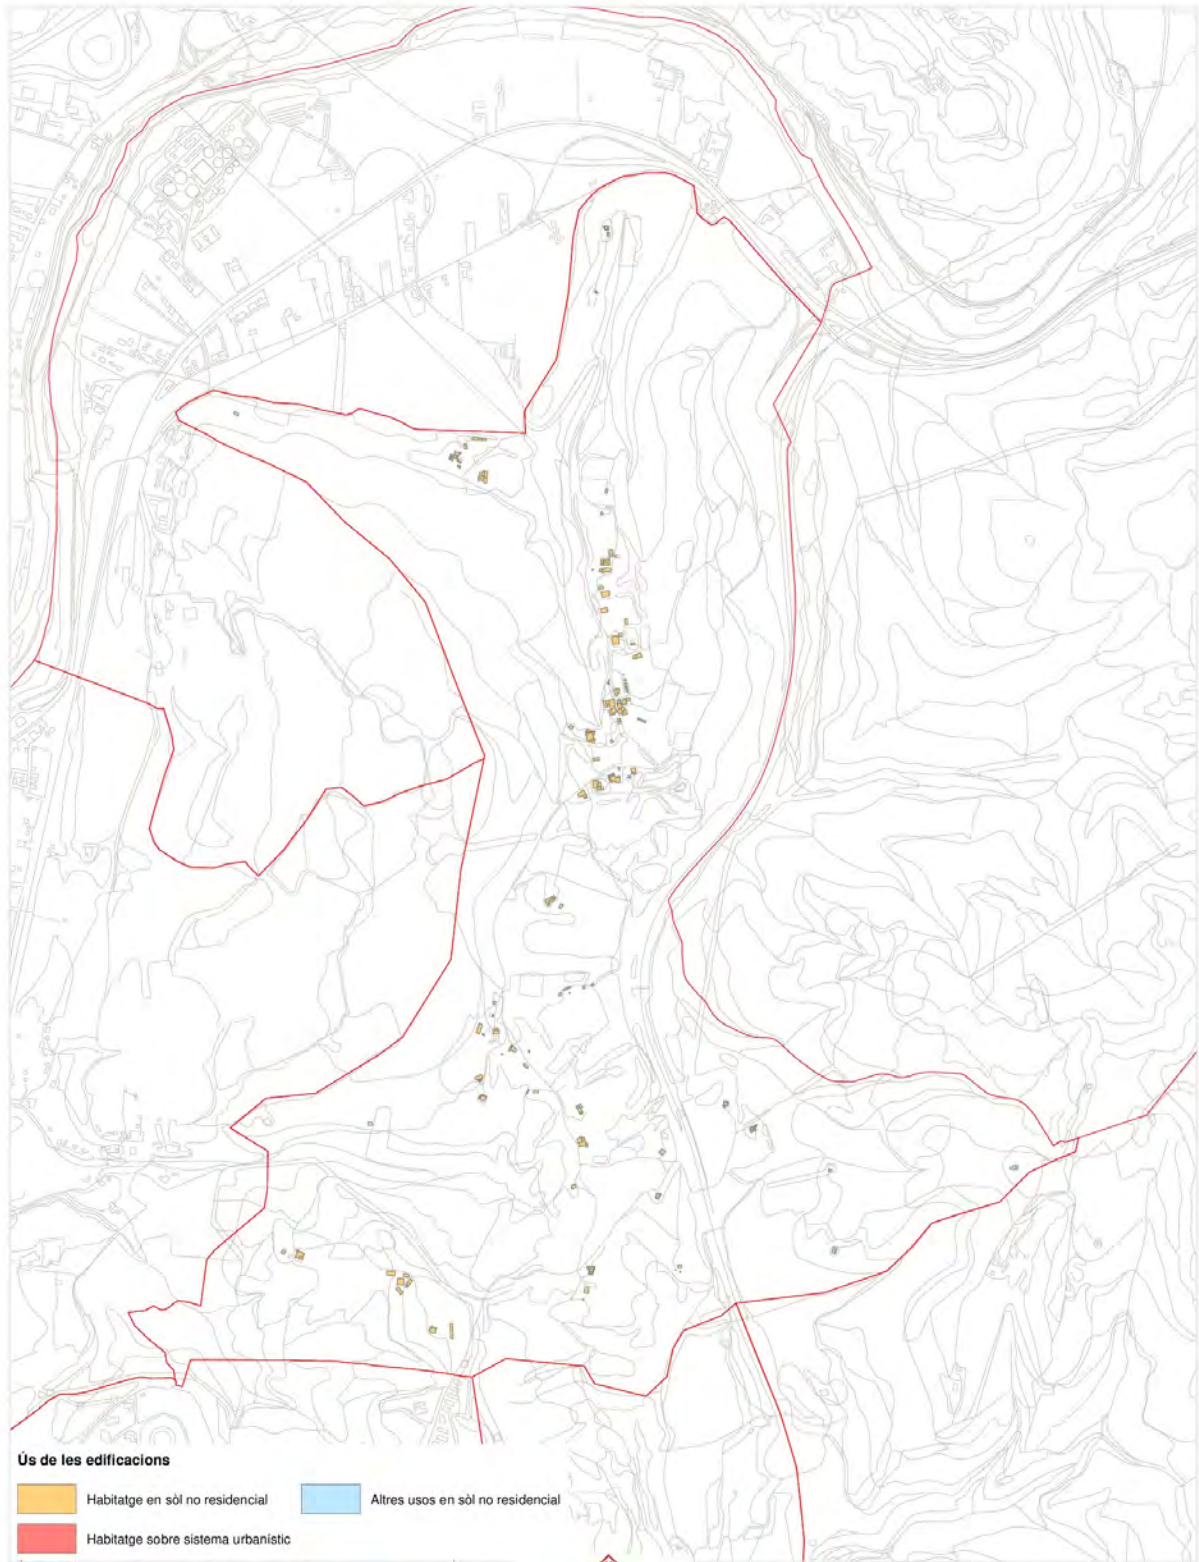 Ús de les edificacions
Habitatge en sòl no residencial
Altres usos en sòl no residencial
Habitatge sobre sistema urbanístic